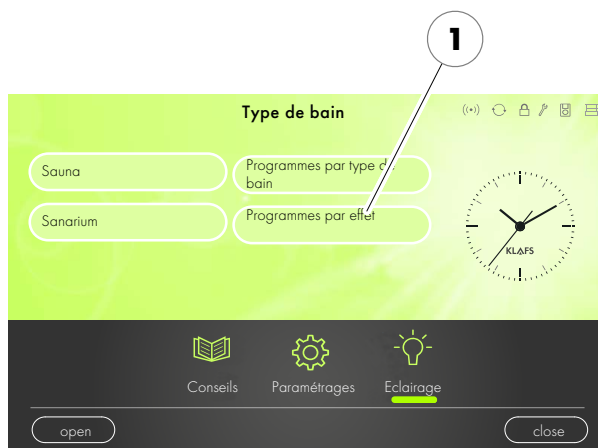 1
Type de bain
Sauna
Programmes par type de
bain
Sanarium
Programmes par effet
KLAFS
Conseils
Paramétrages
Eclairage
open
close